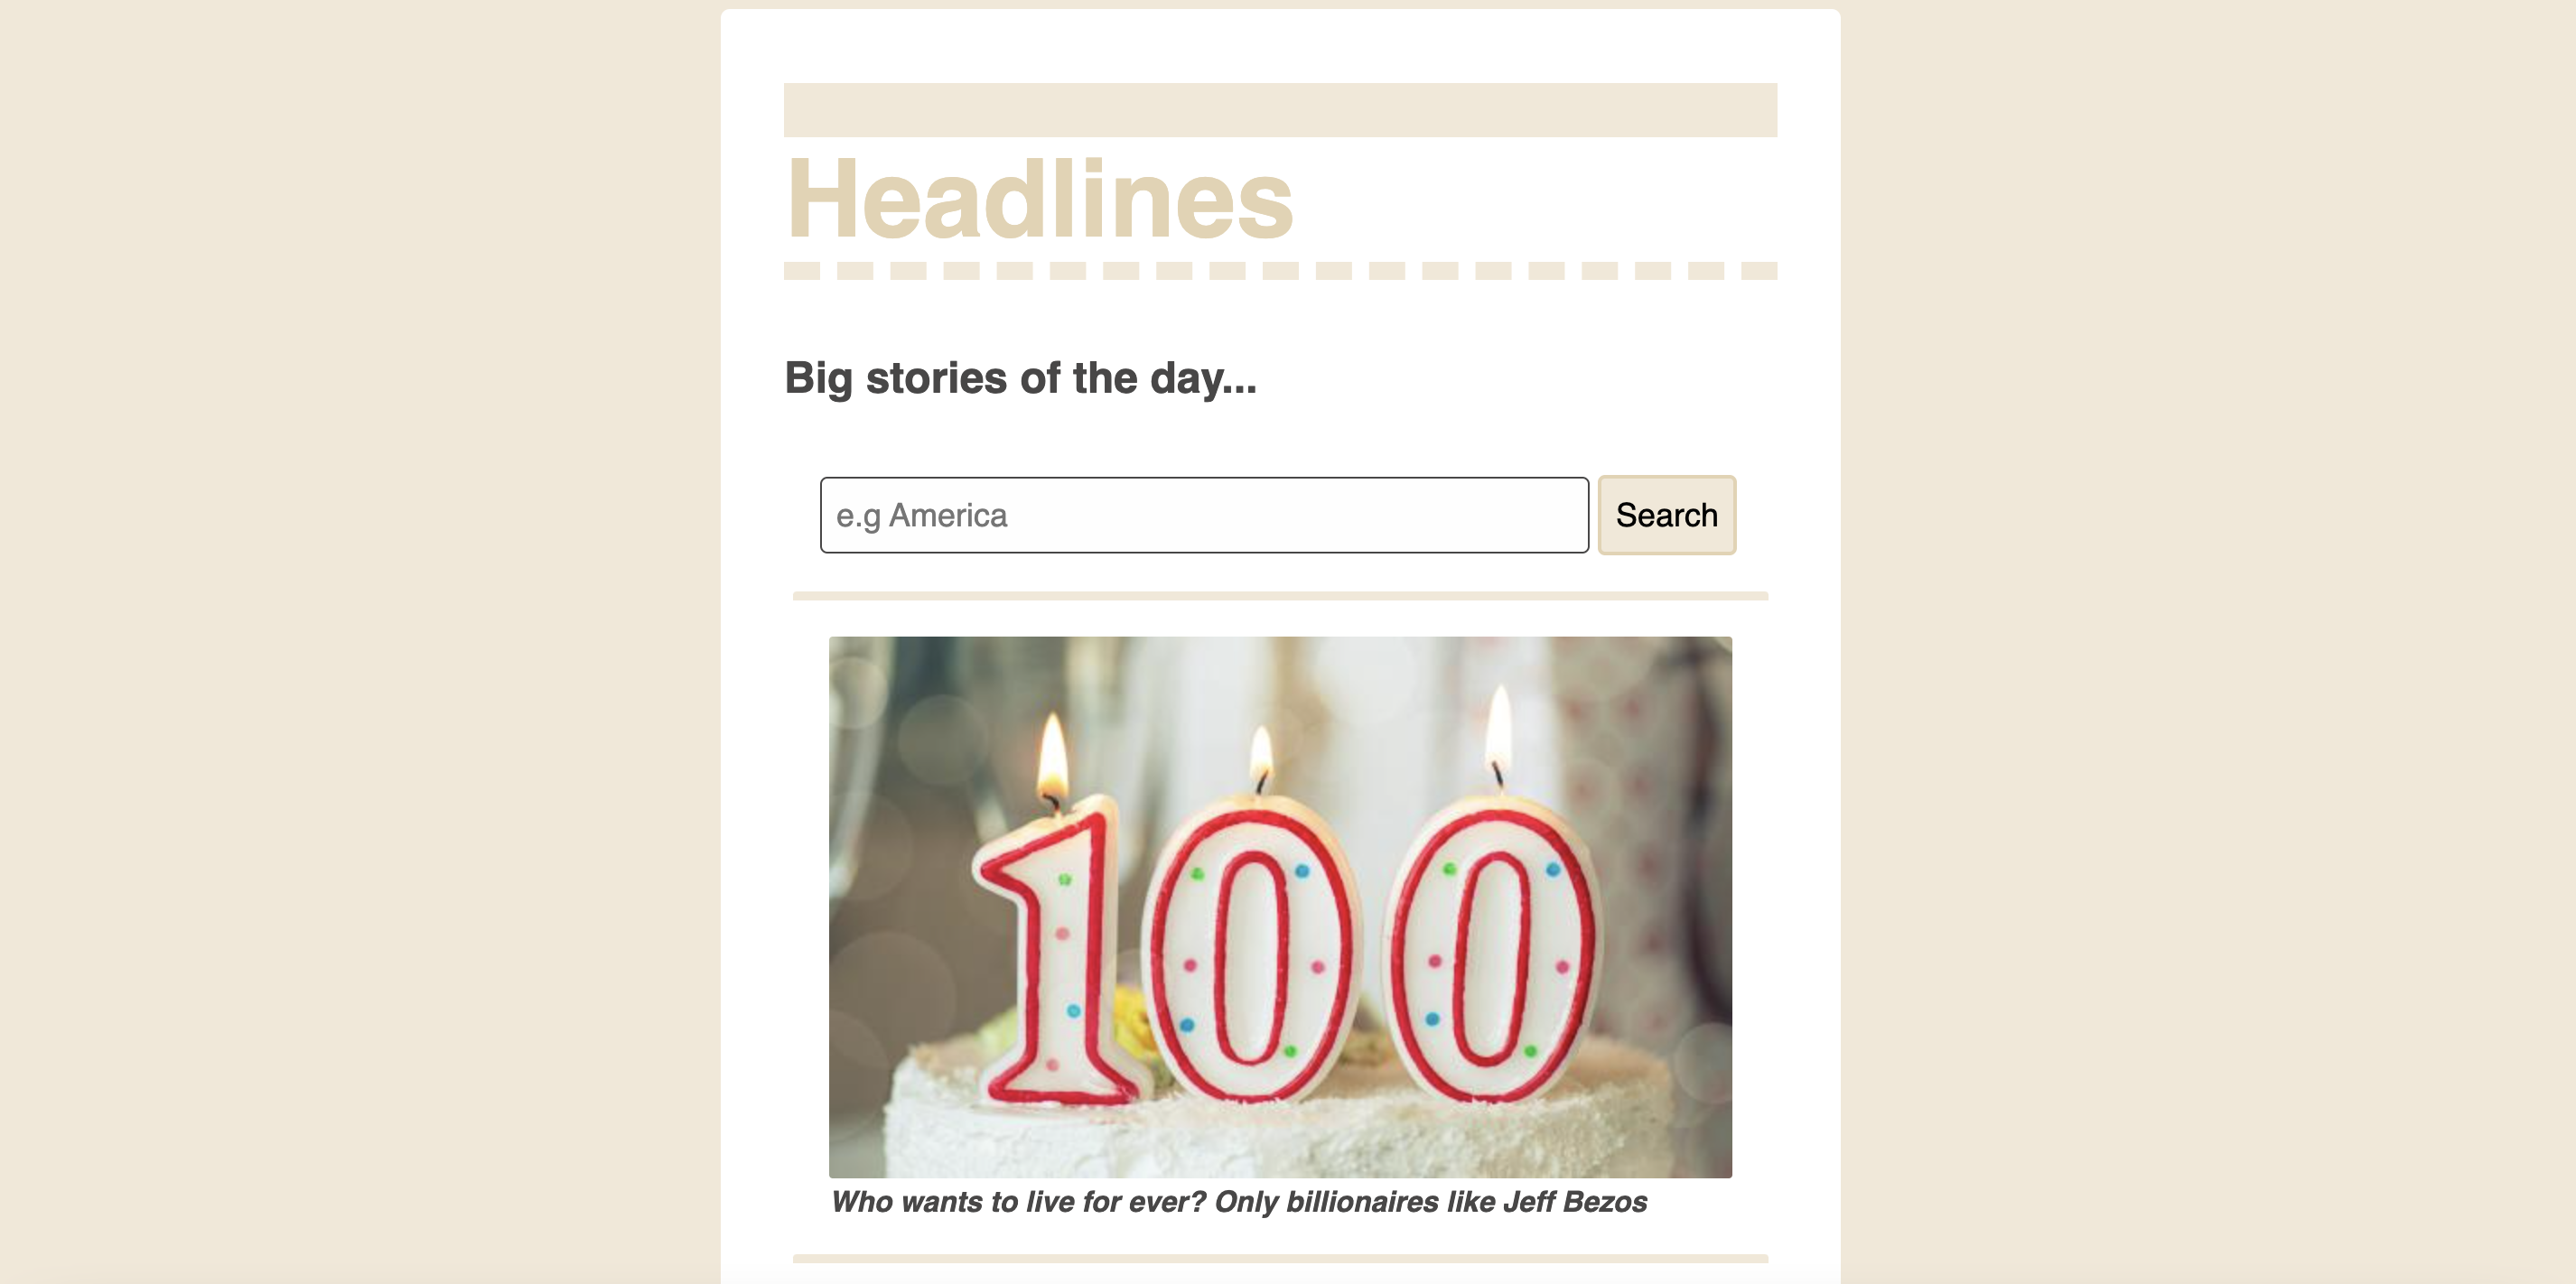 Headlines
Big stories of the day...
e.g America
Search
100
Who wants to live for ever? Only billionaires like Jeff Bezos